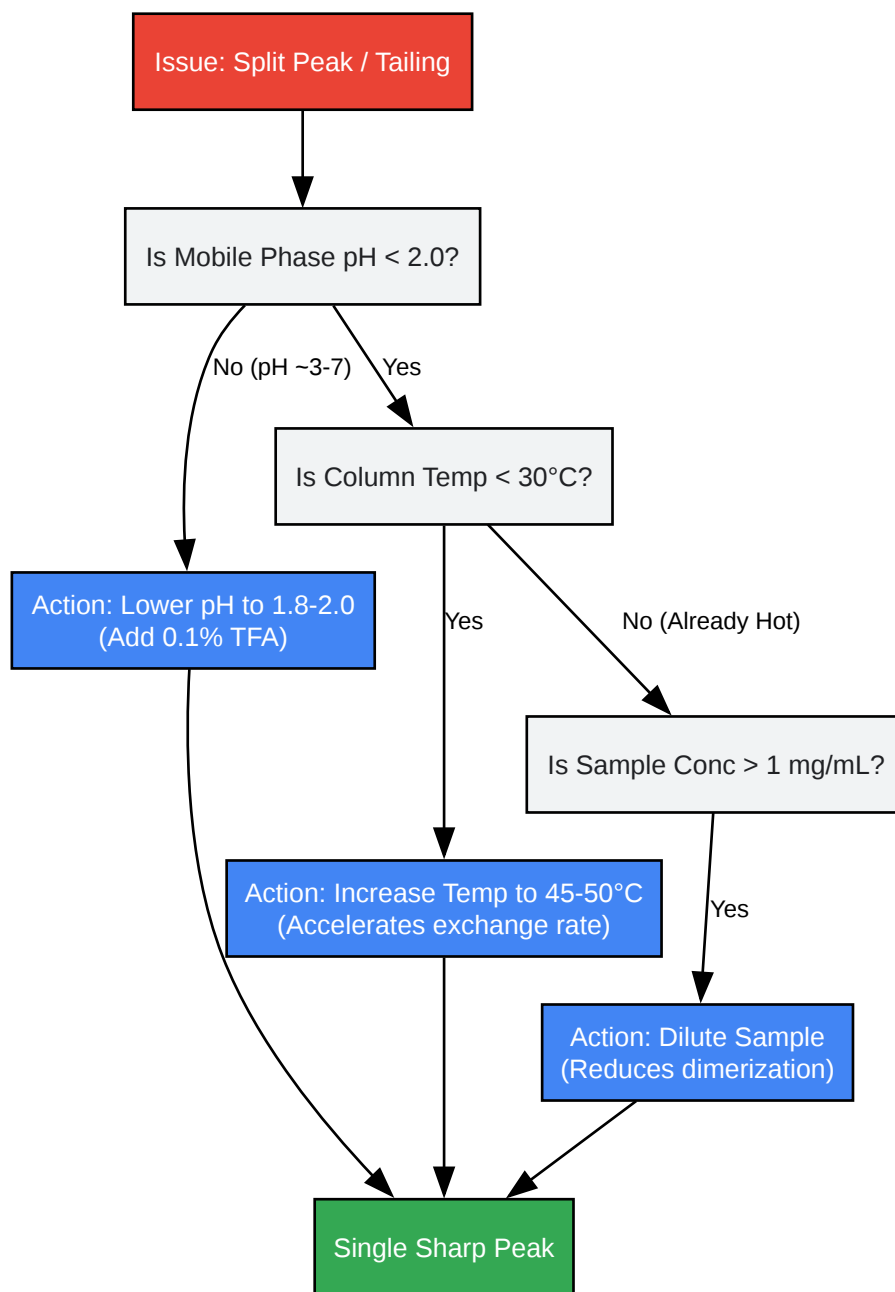 Issue: Split Peak / Tailing
Is Mobile Phase pH < 2.0?
No (pH ~3-7)
Yes
Is Column Temp < 30°C?
Action: Lower pH to 1.8-2.0
(Add 0.1% TFA)
Yes
No (Already Hot)
Is Sample Conc > 1 mg/mL?
Action: Increase Temp to 45-50°C
(Accelerates exchange rate)
Yes
Action: Dilute Sample
(Reduces dimerization)
Single Sharp Peak